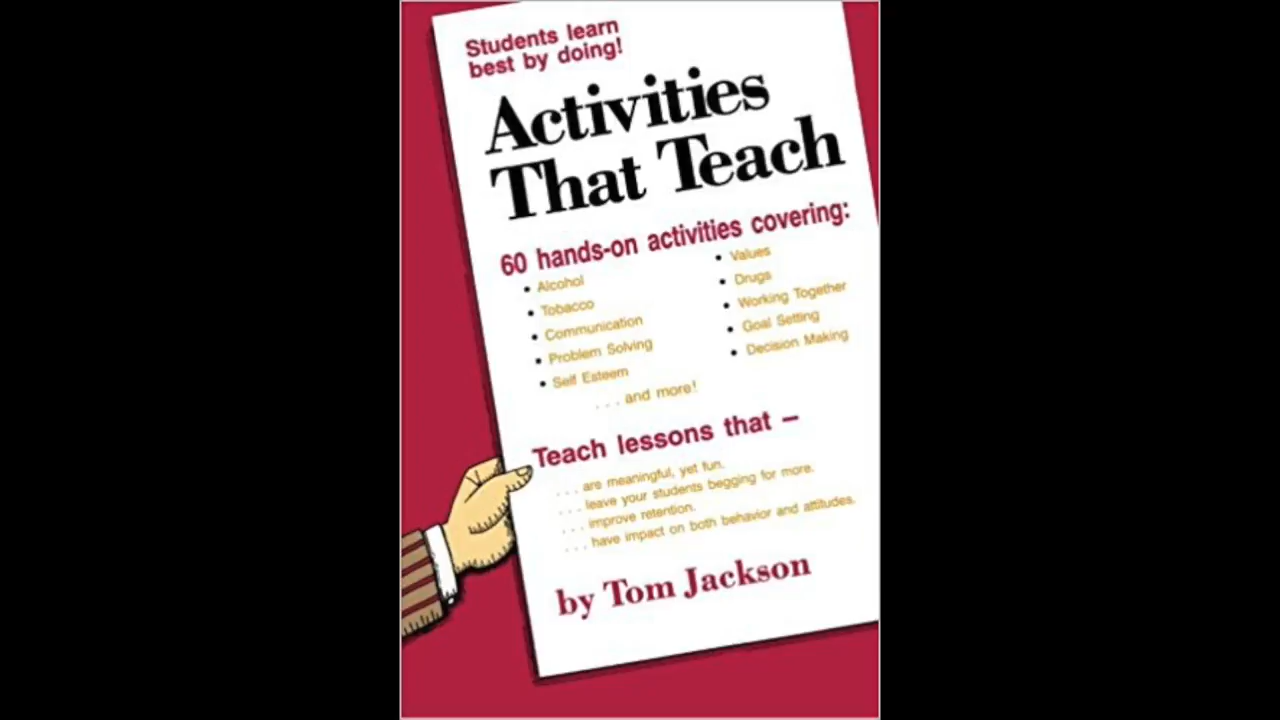 Students learn
best by doing!
Activities
That Teach
60 hands-on activities covering:
• Alcohol
• Tobacco
• Communication
• Problem Solving
• Self Esteem
• Values
• Drugs
• Working Together
• Goal Setting
• Decision Making
. . . and more!
Teach lessons that –
. . . are meaningful, yet fun.
. . . leave your students begging for more.
. . . improve retention.
. . . have impact on both behavior and attitudes.
by Tom Jackson